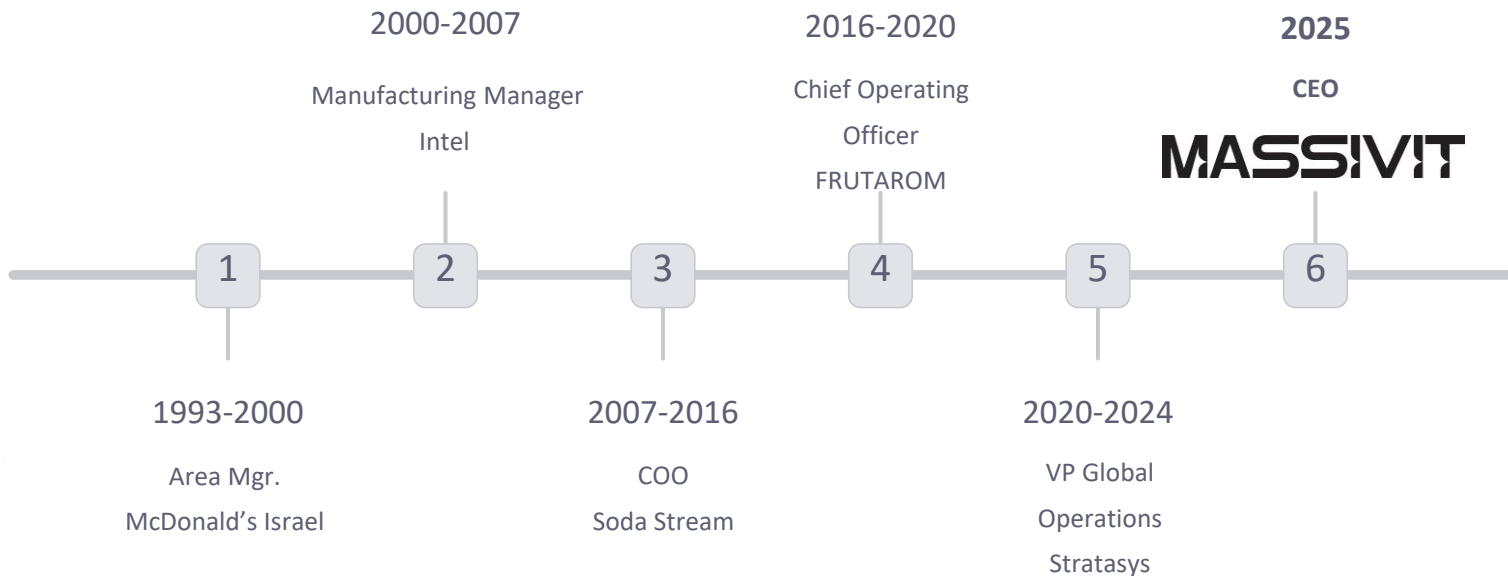 2000-2007
Manufacturing Manager
Intel
2016-2020
Chief Operating
Officer
FRUTAROM
2025
CEO
MASSIVIT
1
2
3
4
5
6
1993-2000
Area Mgr.
McDonald’s Israel
2007-2016
COO
Soda Stream
2020-2024
VP Global
Operations
Stratasys